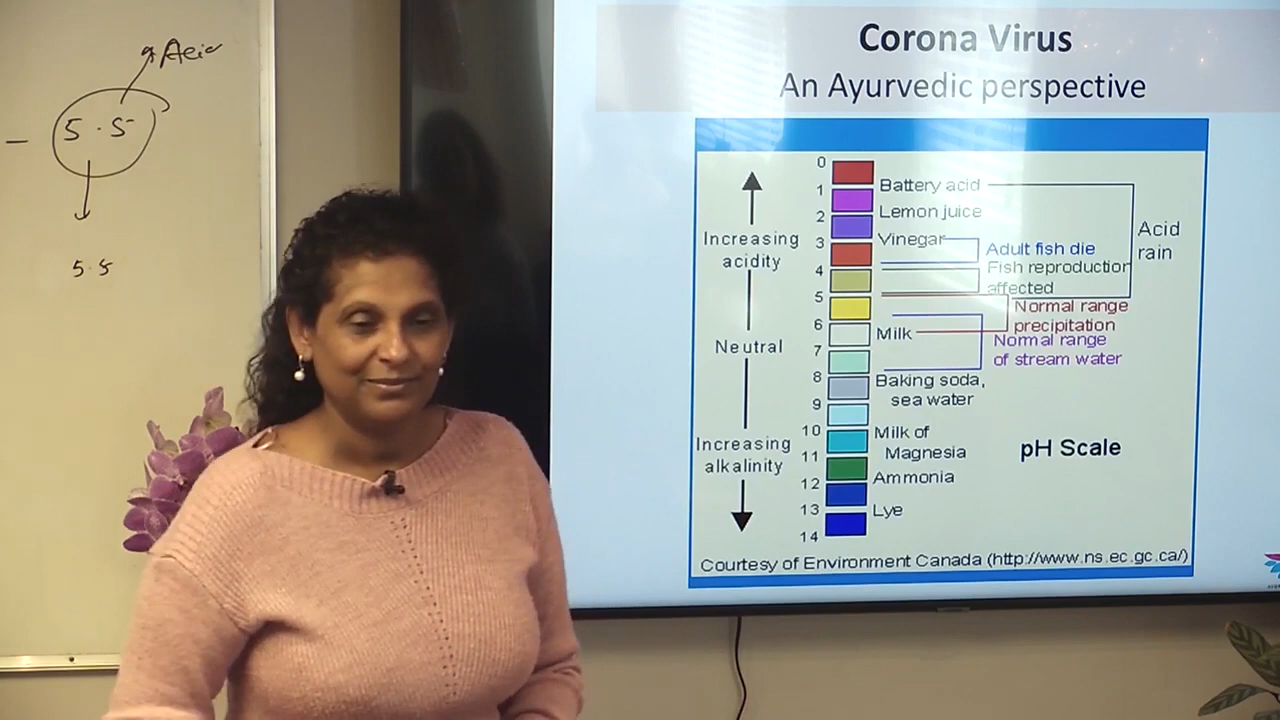 Acid
5.5
5.5
Corona Virus
An Ayurvedic perspective
0
1
2
3
4
5
6
7
8
9
10
11
12
13
14
Increasing
acidity
Neutral
Increasing
alkalinity
Battery acid
Lemon juice
Vinegar
Adult fish die
Fish reproduction
affected
Acid
rain
Normal range
precipitation
Milk
Normal range
of stream water
Baking soda,
sea water
Milk of
Magnesia
Ammonia
Lye
pH Scale
Courtesy of Environment Canada (http://www.ns.ec.gc.ca/)